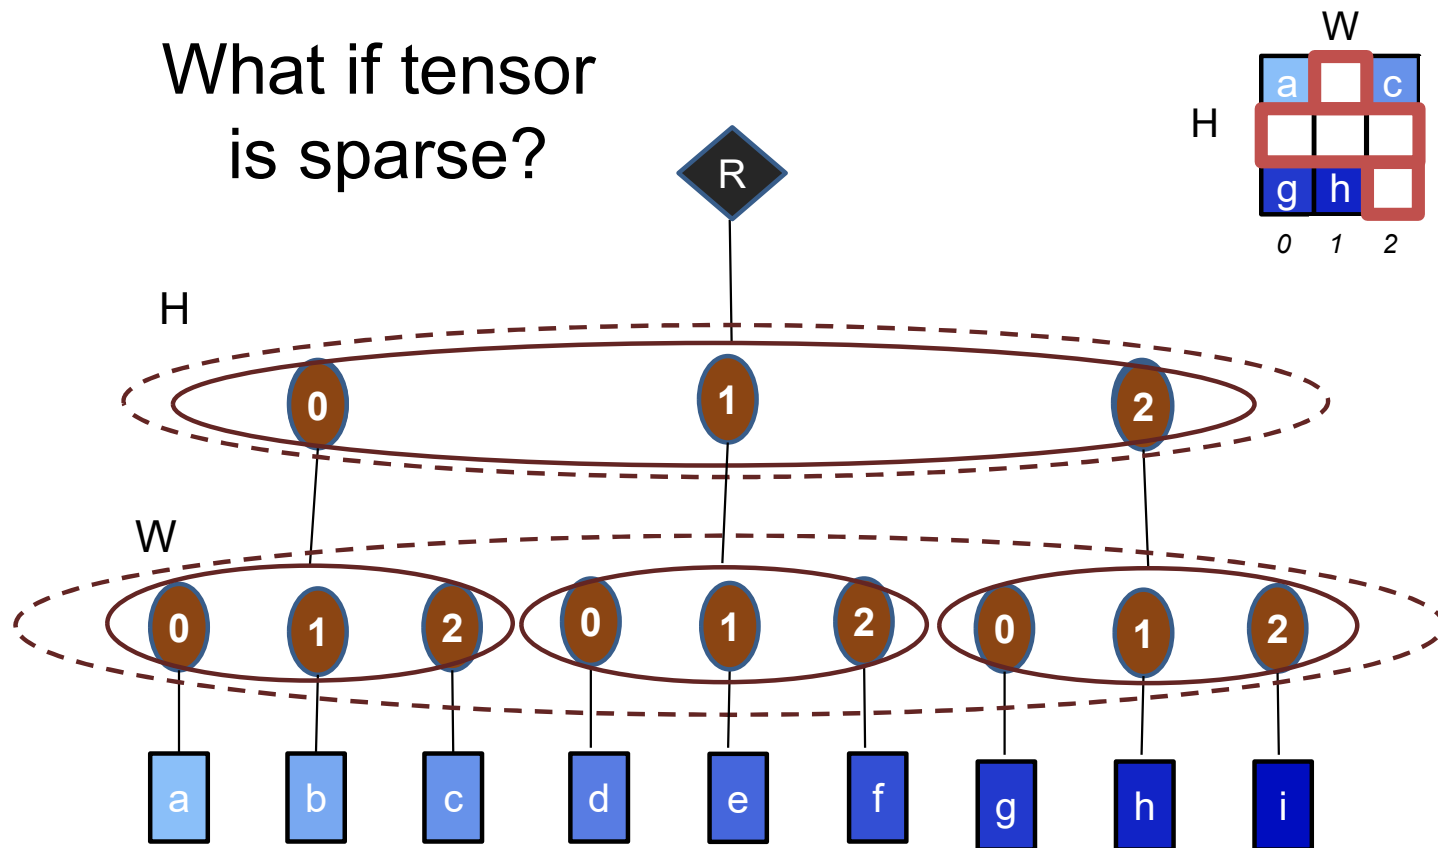 What if tensor
is sparse?
W
a c
H
g h
0 1 2
R
H
0 1 2
W
0 1 2 0 1 2 0 1 2
a b c d e f g h i